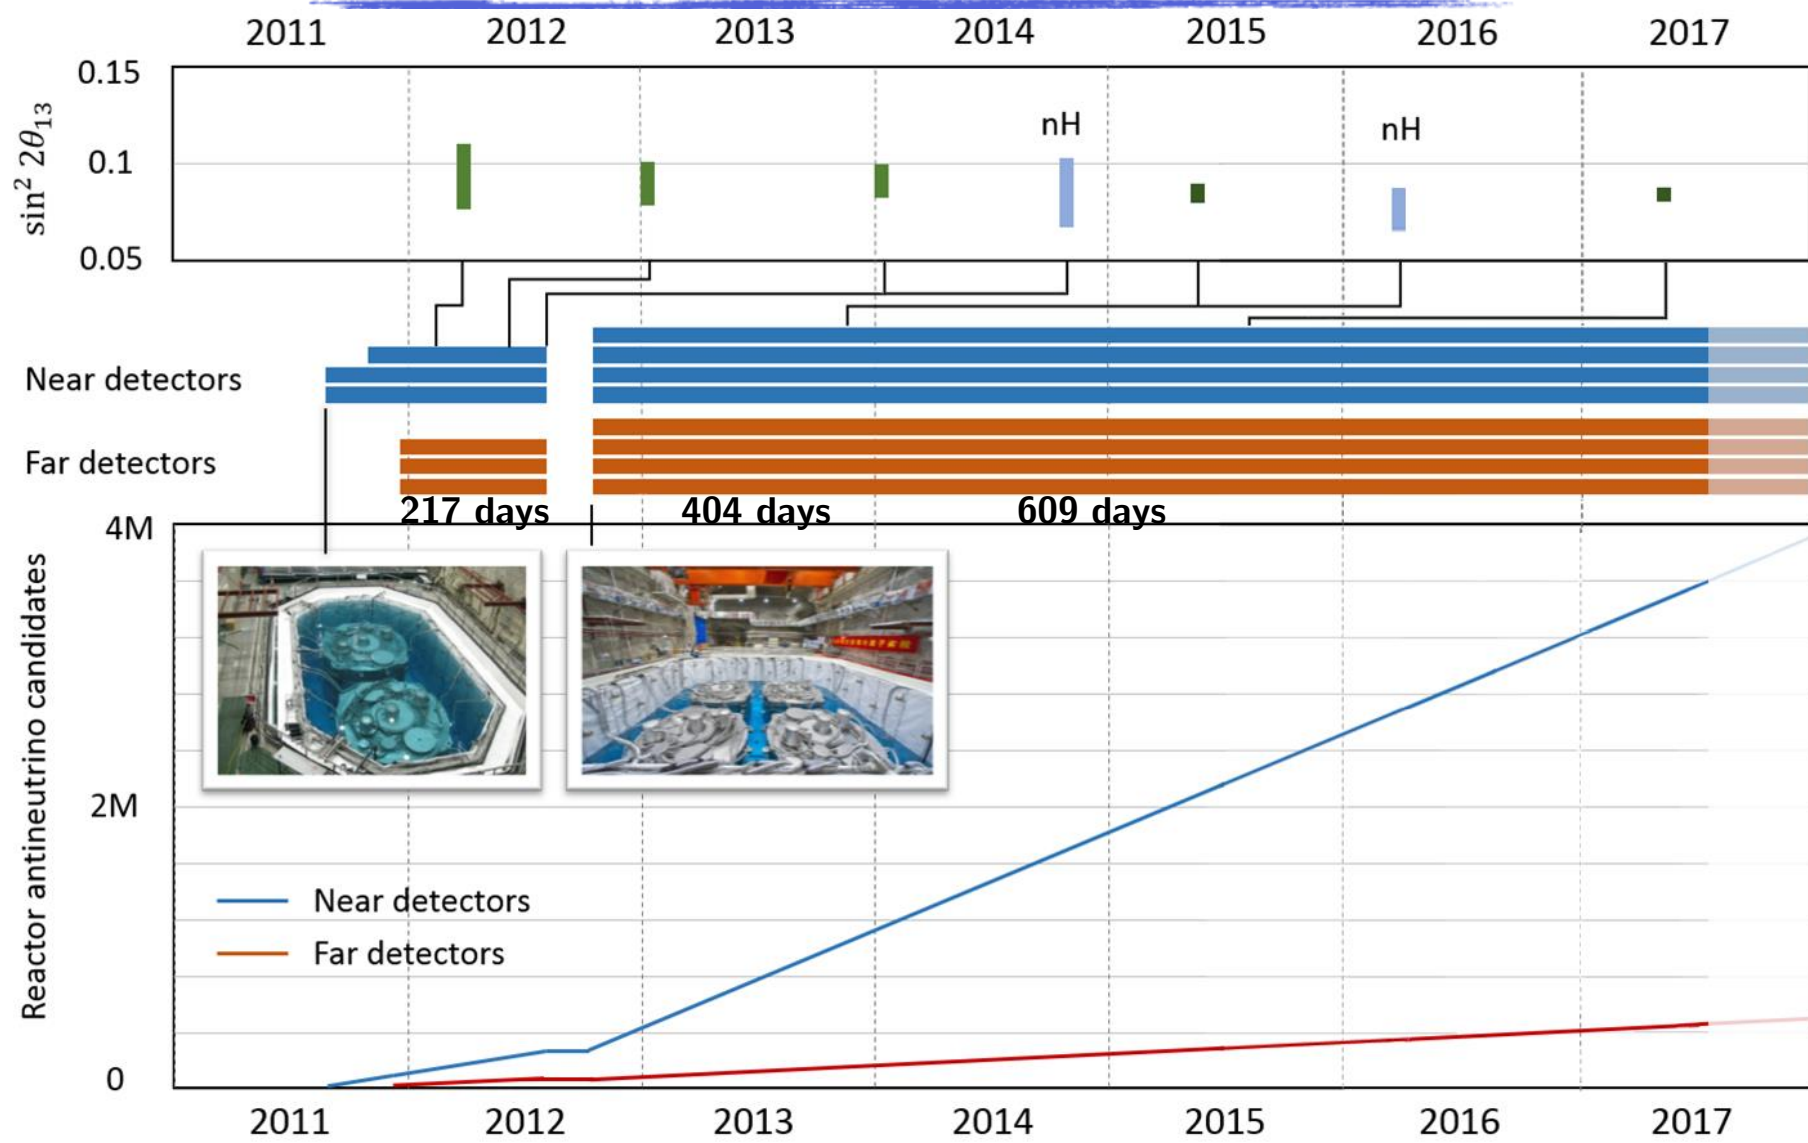 2011 2012 2013 2014 2015 2016 2017
0.15
sin² 2θ₁₃
0.1
0.05
nH
nH
Near detectors
Far detectors
217 days 404 days 609 days
4M
2M
0
Reactor antineutrino candidates
Near detectors
Far detectors
2011 2012 2013 2014 2015 2016 2017